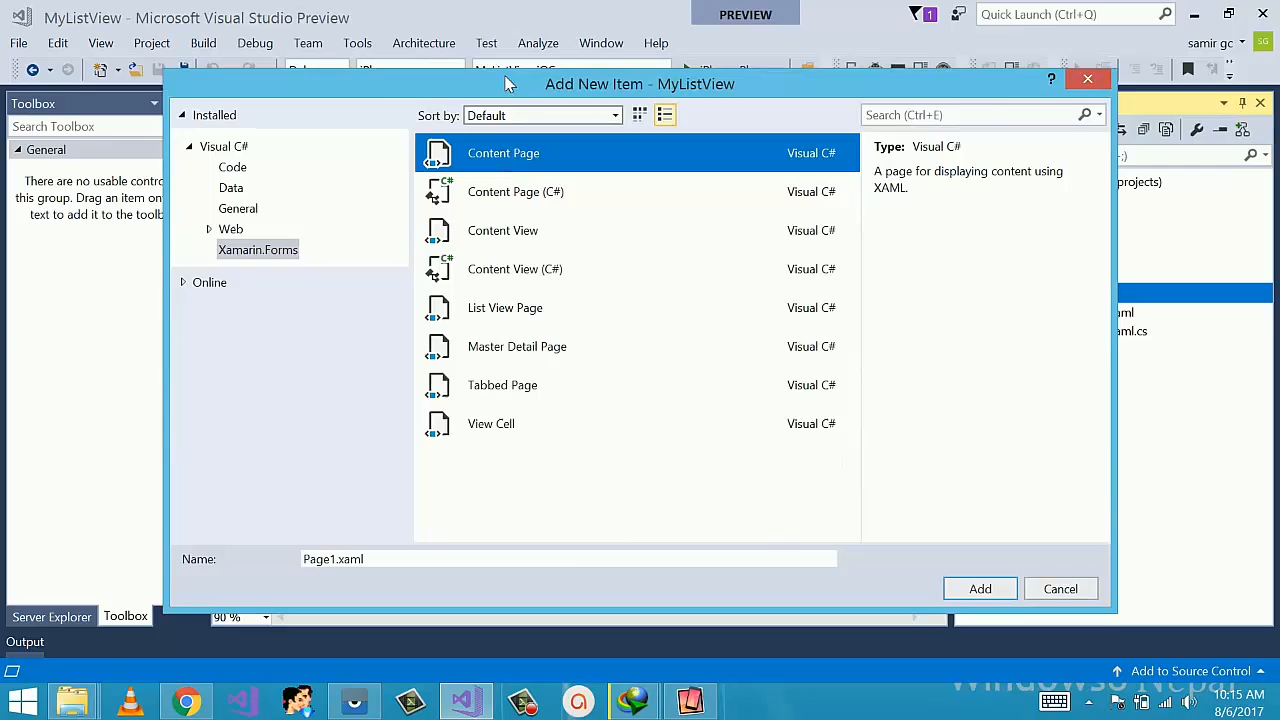 MyListView - Microsoft Visual Studio Preview
PREVIEW
1
Quick Launch (Ctrl+Q)
File Edit View Project Build Debug Team Tools Architecture Test Analyze Window Help
samir gc
SG
Add New Item - MyListView
?
Toolbox
Search Toolbox
General
There are no usable contro
this group. Drag an item onto
text to add it to the toolb
Installed
Visual C#
Code
Data
General
Web
Xamarin.Forms
Online
Sort by: Default
Content Page Visual C#
Content Page (C#) Visual C#
Content View Visual C#
Content View (C#) Visual C#
List View Page Visual C#
Master Detail Page Visual C#
Tabbed Page Visual C#
View Cell Visual C#
Search (Ctrl+E)
Type: Visual C#
A page for displaying content using
XAML.
projects)
aml
aml.cs
Name: Page1.xaml
Add Cancel
Server Explorer Toolbox
90 %
Output
Add to Source Control
10:15 AM
8/6/2017